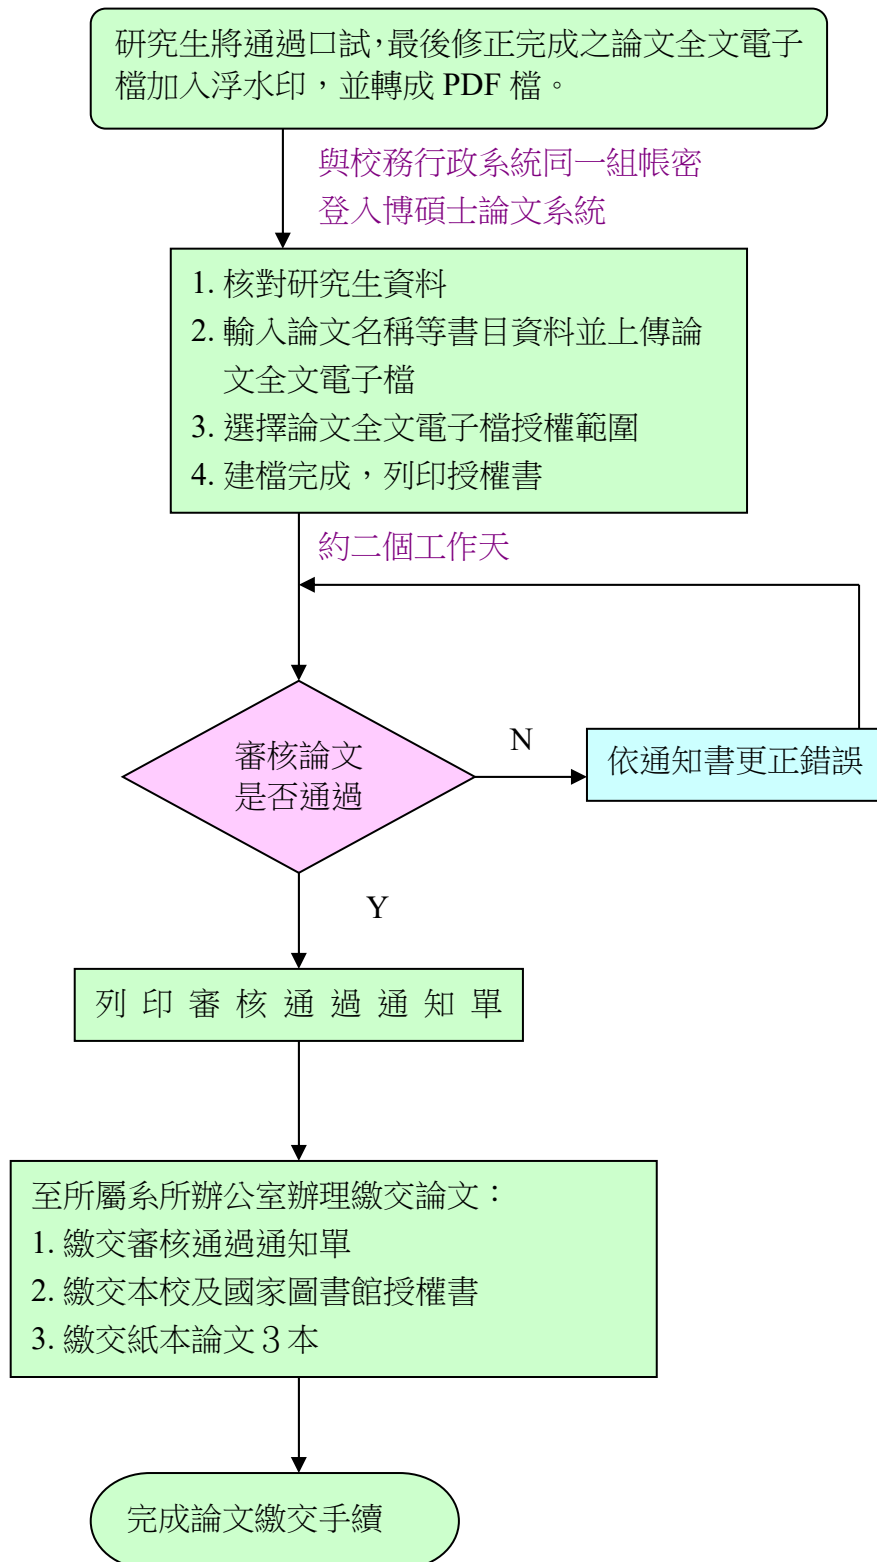 研究生將通過口試,最後修正完成之論文全文電子
檔加入浮水印，並轉成 PDF 檔。
與校務行政系統同一組帳密
登入博碩士論文系統
1. 核對研究生資料
2. 輸入論文名稱等書目資料並上傳論
文全文電子檔
3. 選擇論文全文電子檔授權範圍
4. 建檔完成，列印授權書
約二個工作天
審核論文
是否通過
N
依通知書更正錯誤
Y
列印審核通過通知單
至所屬系所辦公室辦理繳交論文：
1. 繳交審核通過通知單
2. 繳交本校及國家圖書館授權書
3. 繳交紙本論文３本
完成論文繳交手續